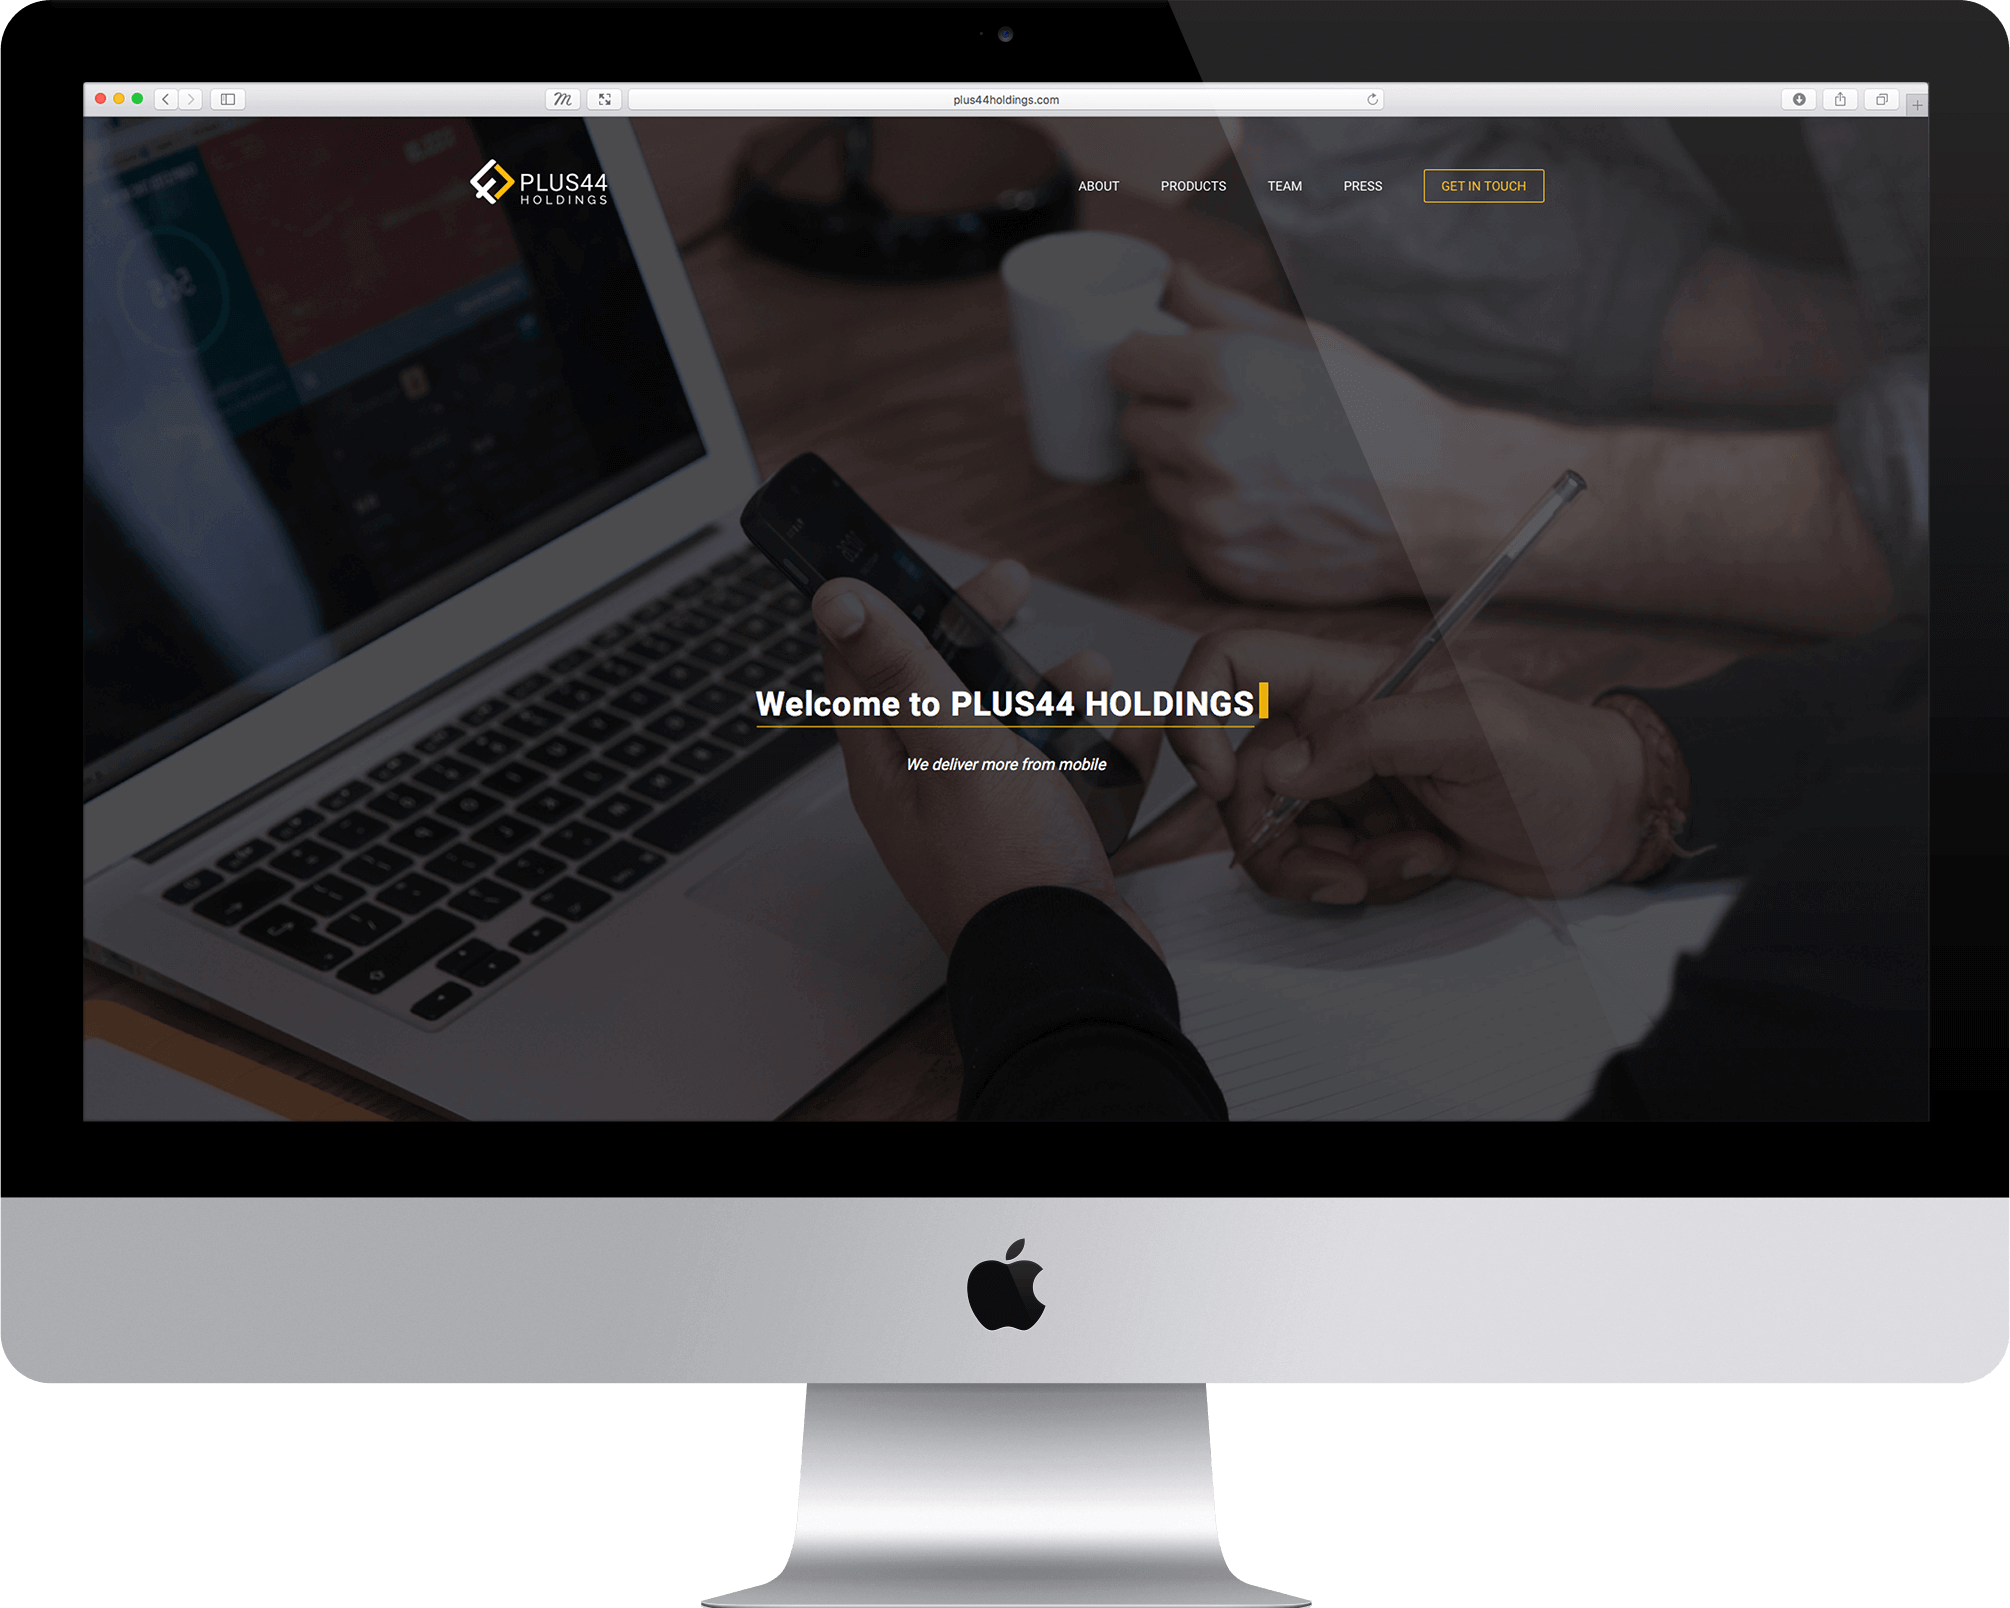 plus44holdings.com
PLUS44
HOLDINGS
ABOUT PRODUCTS TEAM PRESS GET IN TOUCH
Welcome to PLUS44 HOLDINGS
We deliver more from mobile